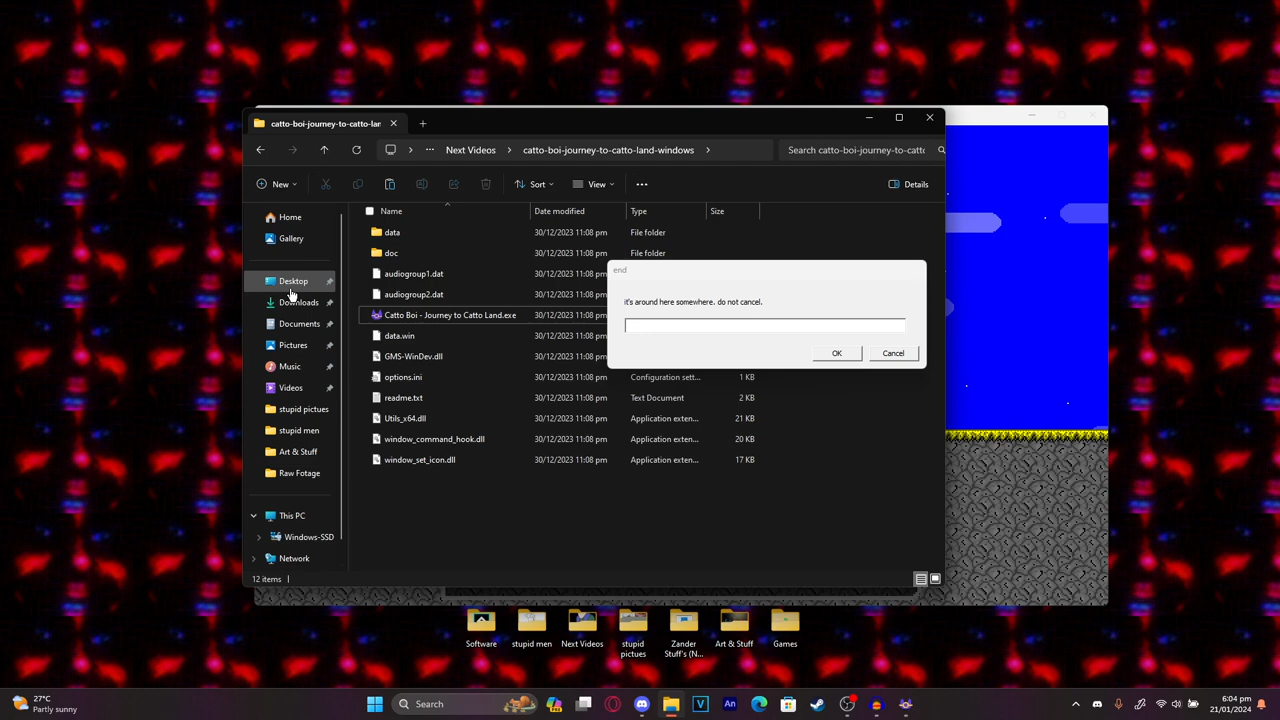 catto-boi-journey-to-catto-lan
Next Videos
catto-boi-journey-to-catto-land-windows
Search catto-boi-journey-to-catto
New
Sort
View
Details
Name
Date modified
Type
Size
Home
Gallery
Desktop
Downloads
Documents
Pictures
Music
Videos
stupid pictues
stupid men
Art & Stuff
Raw Fotage
This PC
Windows-SSD
Network
data 30/12/2023 11:08 pm File folder
doc 30/12/2023 11:08 pm File folder
audiogroup1.dat 30/12/2023 11:08 pm
audiogroup2.dat 30/12/2023 11:08 pm
Catto Boi - Journey to Catto Land.exe 30/12/2023 11:08 pm
data.win 30/12/2023 11:08 pm
GMS-WinDev.dll 30/12/2023 11:08 pm
options.ini 30/12/2023 11:08 pm Configuration sett... 1 KB
readme.txt 30/12/2023 11:08 pm Text Document 2 KB
Utils_x64.dll 30/12/2023 11:08 pm Application exten... 21 KB
window_command_hook.dll 30/12/2023 11:08 pm Application exten... 20 KB
window_set_icon.dll 30/12/2023 11:08 pm Application exten... 17 KB
end
it's around here somewhere, do not cancel.
OK
Cancel
12 items
Software
stupid men
Next Videos
stupid
pictues
Zander
Stuff's (N...
Art & Stuff
Games
27°C
Partly sunny
Search
6:04 pm
21/01/2024